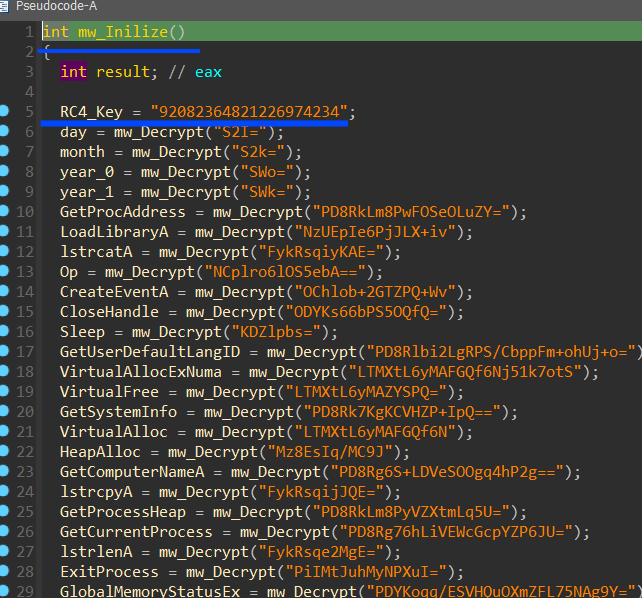 Pseudocode-A
1 int mw_Inilize()
2 {
3 int result; // eax
4
5 RC4_Key = "92082364821226974234";
6 day = mw_Decrypt("S2I=");
7 month = mw_Decrypt("S2k=");
8 year_0 = mw_Decrypt("SWo=");
9 year_1 = mw_Decrypt("SWk=");
10 GetProcAddress = mw_Decrypt("PD8RkLm8PwFOSeOLuZY=");
11 LoadLibraryA = mw_Decrypt("NzUEpIe6PjJLX+iv");
12 lstrcatA = mw_Decrypt("FykRsqiyKAE=");
13 Op = mw_Decrypt("NCplro6lOS5ebA==");
14 CreateEventA = mw_Decrypt("OChlob+2GTZPQ+Wv");
15 CloseHandle = mw_Decrypt("ODYKs66bPS5OQfQ=");
16 Sleep = mw_Decrypt("KDZlpbs=");
17 GetUserDefaultLangID = mw_Decrypt("PD8Rlbi2LgRPS/CbppFm+ohUj+o=")
18 VirtualAllocExNuma = mw_Decrypt("LTMXtL6yMAFGQf6Nj51k7otS");
19 VirtualFree = mw_Decrypt("LTMXtL6yMAZYSPQ=");
20 GetSystemInfo = mw_Decrypt("PD8Rk7KgKCVHZP+IpQ==");
21 VirtualAlloc = mw_Decrypt("LTMXtL6yMAFGQf6N");
22 HeapAlloc = mw_Decrypt("Mz8EsIq/MC9J");
23 GetComputerNameA = mw_Decrypt("PD8Rg6S+LDVeSOOgq4hP2g==");
24 lstrcpyA = mw_Decrypt("FykRsqijJQE=");
25 GetProcessHeap = mw_Decrypt("PD8RkLm8PyVZXtmLq5U=");
26 GetCurrentProcess = mw_Decrypt("PD8Rg76hLiVEWcGcpYZP6JU=");
27 lstrlenA = mw_Decrypt("FykRsqe2MgE=");
28 ExitProcess = mw_Decrypt("PiIMtJuhMyNPXuI=");
29 GlobalMemoryStatusEx = mw_Decrypt("PDYKoqq/ESVHQuOXmZFL75NAg9Y=")